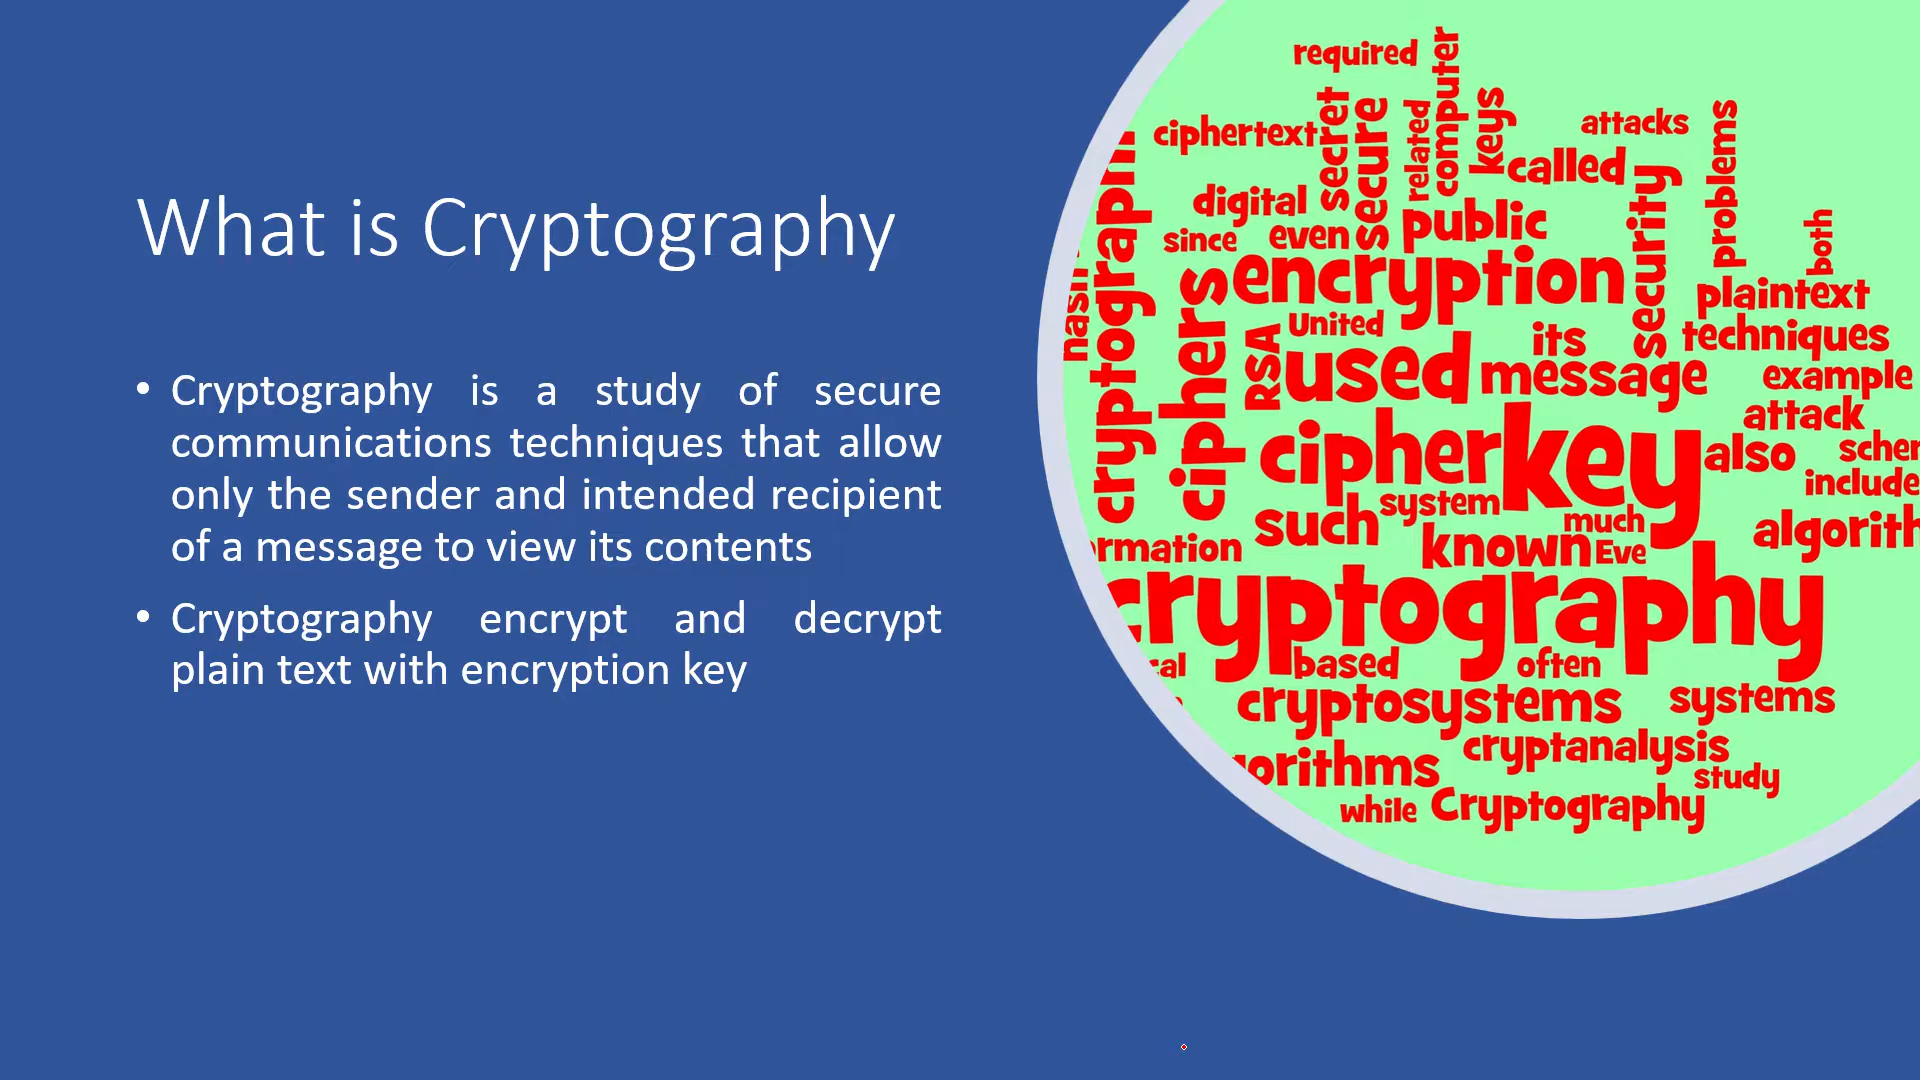 What is Cryptography
• Cryptography is a study of secure
communications techniques that allow
only the sender and intended recipient
of a message to view its contents
• Cryptography encrypt and decrypt
plain text with encryption key
required
computer
secret
secure
related
keys
attacks
ciphertext
called
problems
digital
public
security
both
since
even
encryption
plaintext
ciphers
United
its
techniques
RSA
used
message
example
attack
cipher
key
also
system
include
such
much
known
Eve
cryptography
based
often
cryptosystems
systems
cryptanalysis
study
while
Cryptography